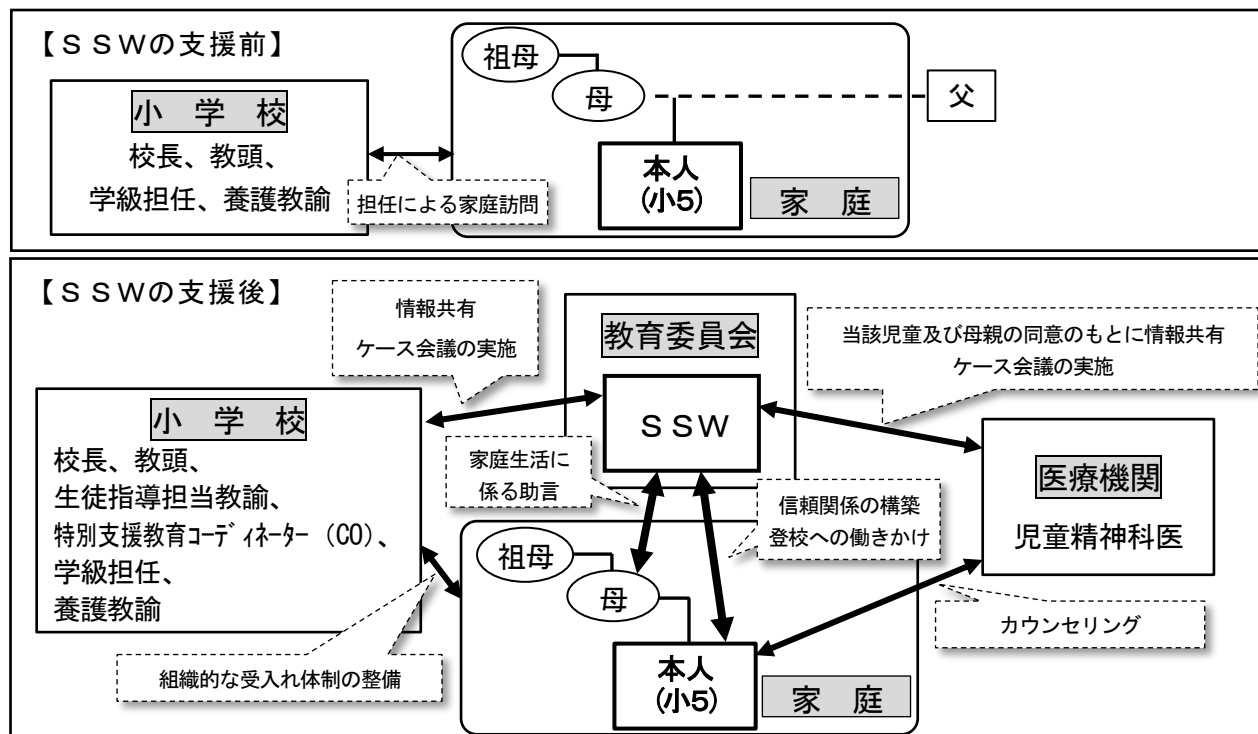 【ＳＳＷの支援前】
小　学　校
校長、教頭、
学級担任、養護教諭
担任による家庭訪問
祖母
母
父
本人
(小5)
家　庭
【ＳＳＷの支援後】
情報共有
ケース会議の実施
教育委員会
ＳＳＷ
当該児童及び母親の同意のもとに情報共有
ケース会議の実施
小　学　校
校長、教頭、
生徒指導担当教諭、
特別支援教育ｺｰﾃﾞｨﾈｰﾀｰ（CO）、
学級担任、
養護教諭
家庭生活に
係る助言
信頼関係の構築
登校への働きかけ
医療機関
児童精神科医
祖母
母
本人
(小5)
家　庭
カウンセリング
組織的な受入れ体制の整備